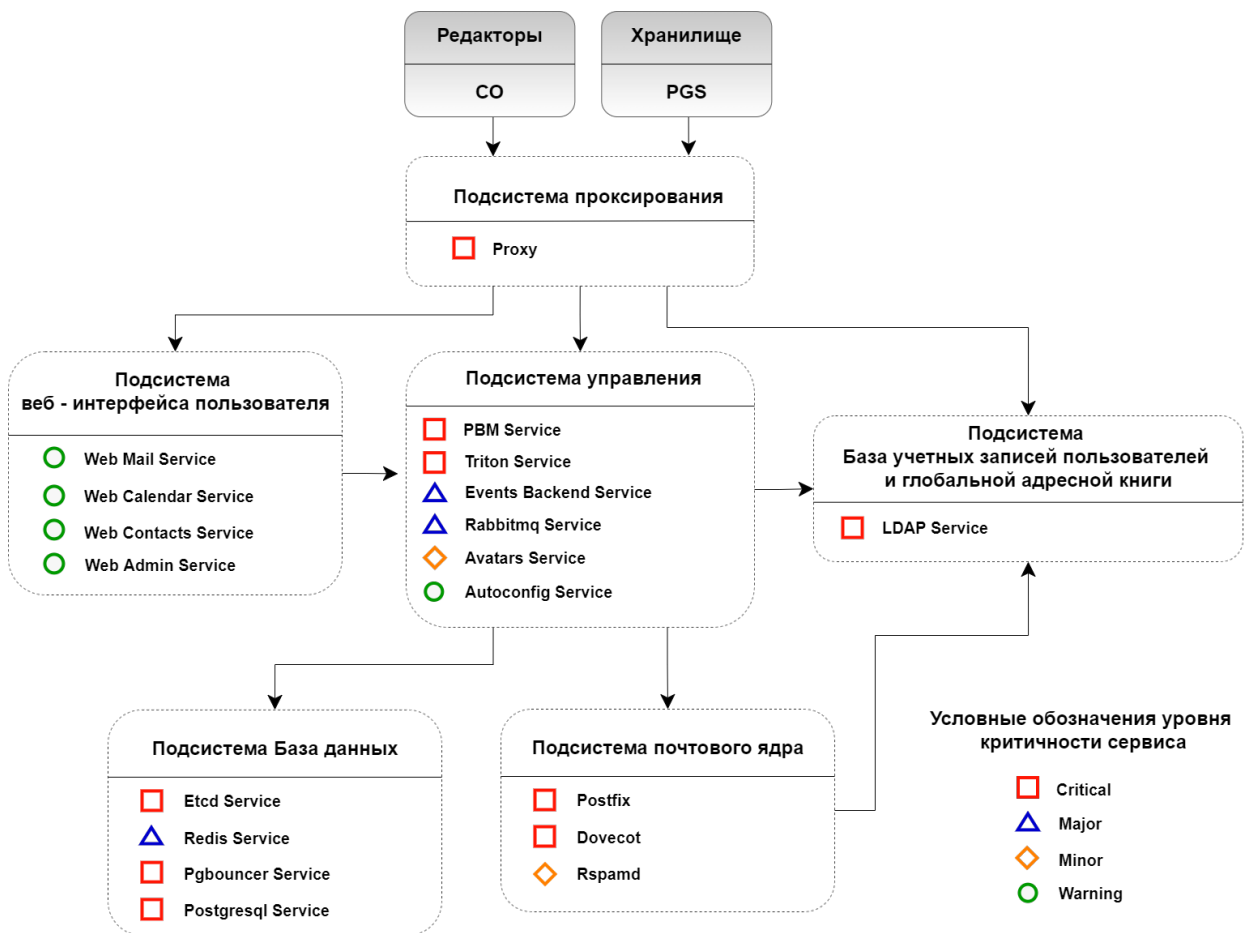 Редакторы
CO
Хранилище
PGS
Подсистема проксирования
Proxy
Подсистема
веб - интерфейса пользователя
Web Mail Service
Web Calendar Service
Web Contacts Service
Web Admin Service
Подсистема управления
PBM Service
Triton Service
Events Backend Service
Rabbitmq Service
Avatars Service
Autoconfig Service
Подсистема
База учетных записей пользователей
и глобальной адресной книги
LDAP Service
Подсистема База данных
Etcd Service
Redis Service
Pgbouncer Service
Postgresql Service
Подсистема почтового ядра
Postfix
Dovecot
Rspamd
Условные обозначения уровня
критичности сервиса
Critical
Major
Minor
Warning